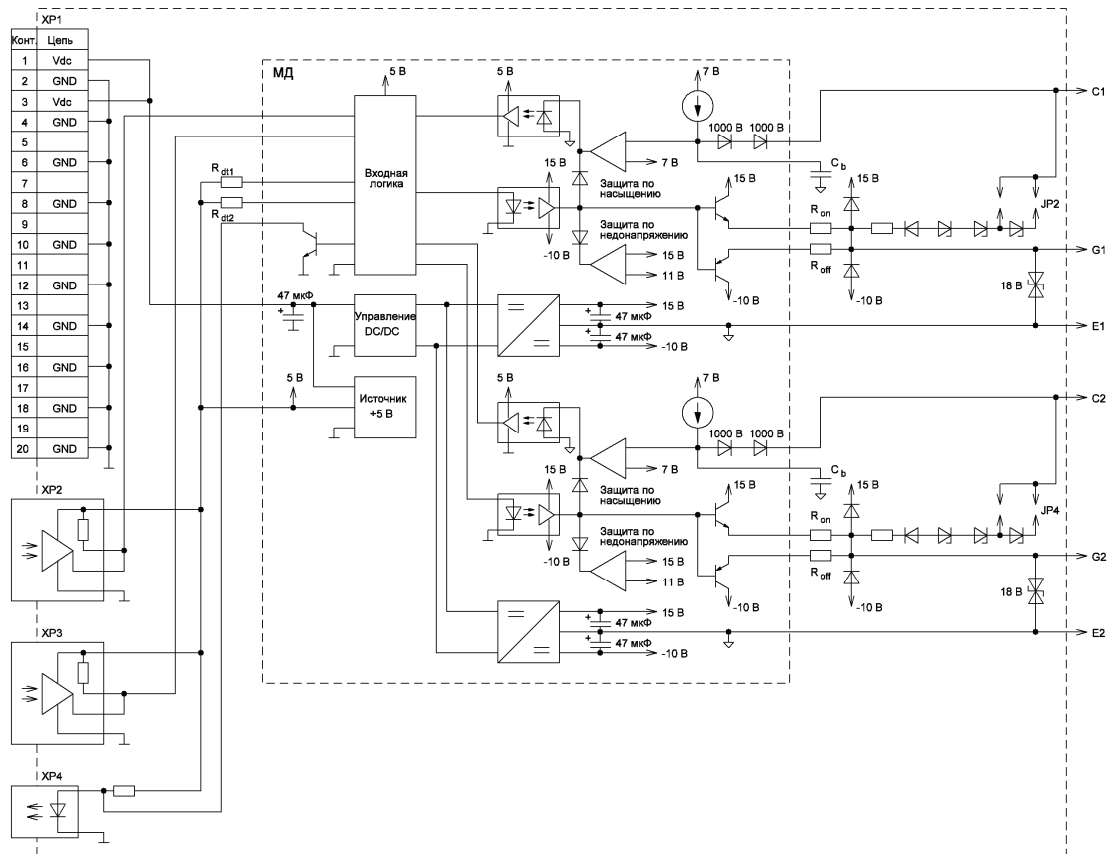 XP1
Конт. Цепь
1 Vdc
2 GND
3 Vdc
4 GND
5
6 GND
7
8 GND
9
10 GND
11
12 GND
13
14 GND
15
16 GND
17
18 GND
19
20 GND
XP2
XP3
XP4
R dt1
R dt2
МД
5 В
Входная
логика
47 мкФ
+
Управление
DC/DC
5 В
Источник
+5 В
5 В
7 В
1000 В 1000 В
C1
7 В
C b
15 В
Защита по
насыщению
15 В
15 В
JP2
R on
-10 В
Защита по
недонапряжению
15 В
11 В
R off
-10 В
-10 В
G1
18 В
+
47 мкФ
15 В
+
47 мкФ
-10 В
E1
5 В
7 В
1000 В 1000 В
C2
7 В
C b
15 В
Защита по
насыщению
15 В
15 В
JP4
R on
-10 В
Защита по
недонапряжению
15 В
11 В
R off
-10 В
-10 В
G2
18 В
+
47 мкФ
15 В
+
47 мкФ
-10 В
E2